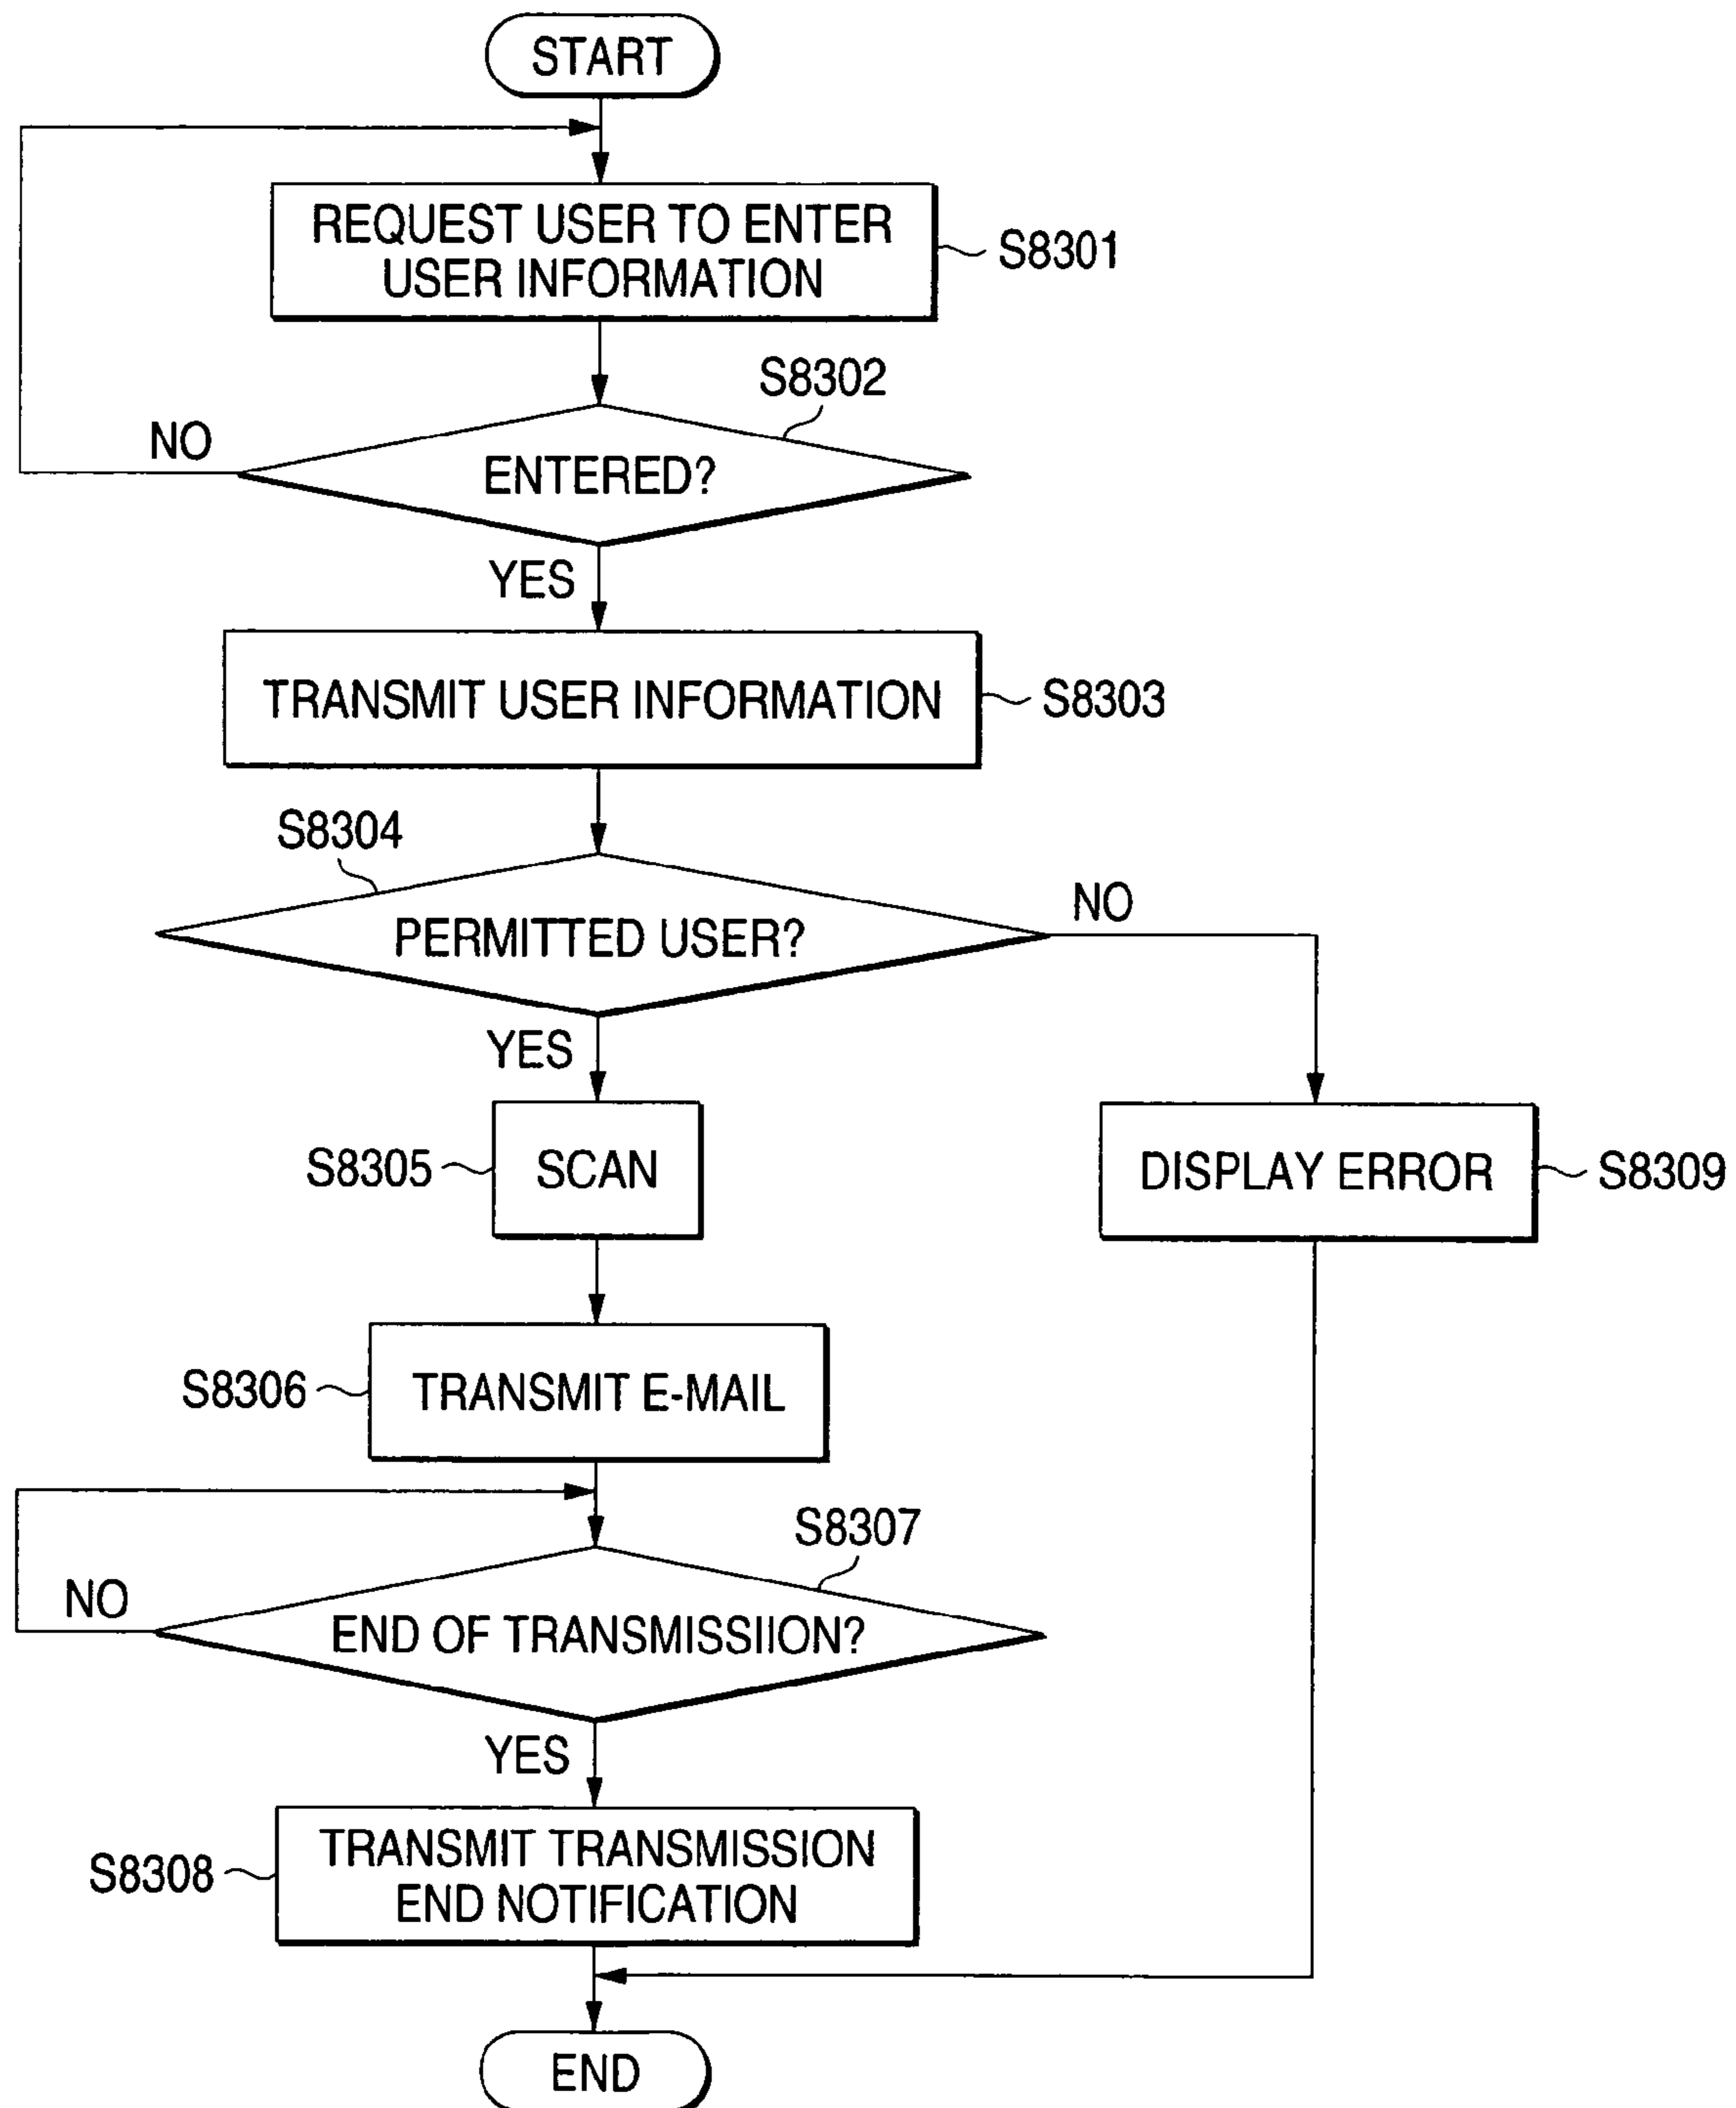 START
REQUEST USER TO ENTER
USER INFORMATION
S8301
S8302
NO
ENTERED?
YES
TRANSMIT USER INFORMATION
S8303
S8304
NO
PERMITTED USER?
YES
S8305
SCAN
DISPLAY ERROR
S8309
S8306
TRANSMIT E-MAIL
S8307
NO
END OF TRANSMISSIION?
YES
S8308
TRANSMIT TRANSMISSION
END NOTIFICATION
END